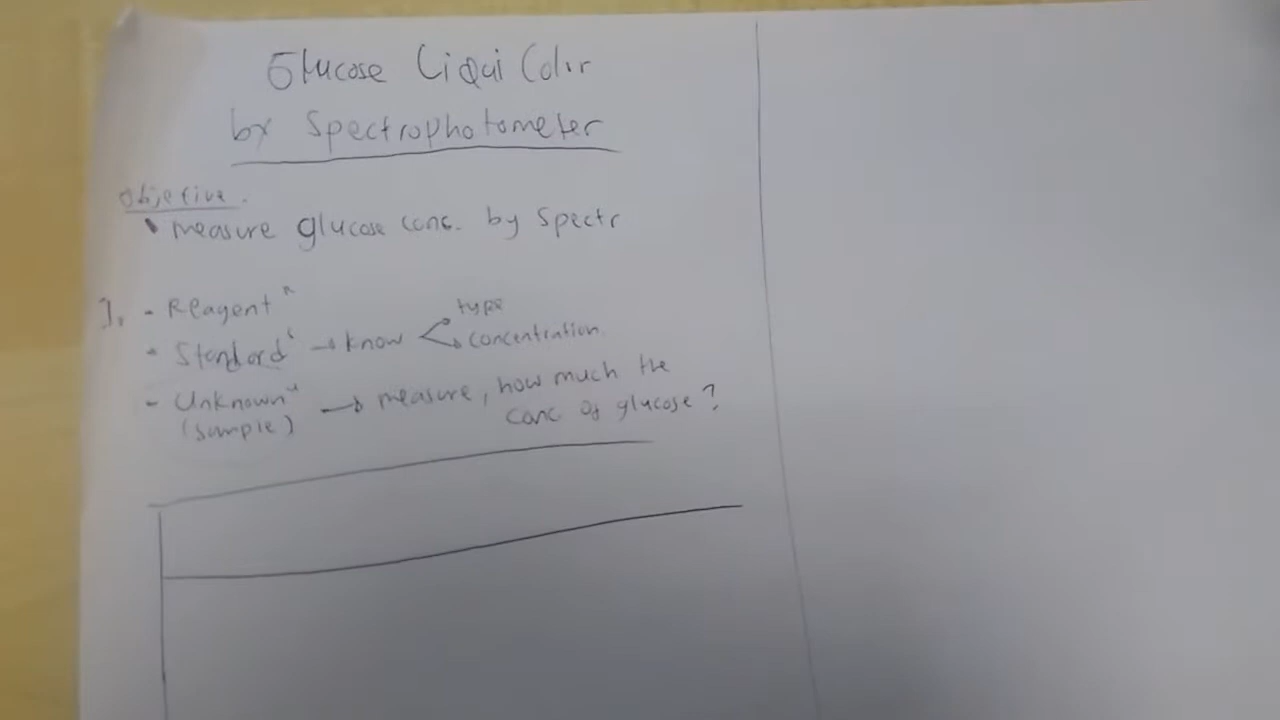 Glucose Liqui Color
by Spectrophotometer
Objetive.
measure glucose conc. by Spectr
1. - Reagent
- Standard → know type
concentration.
- Unknown → measure, how much the
(sample) conc of glucose?